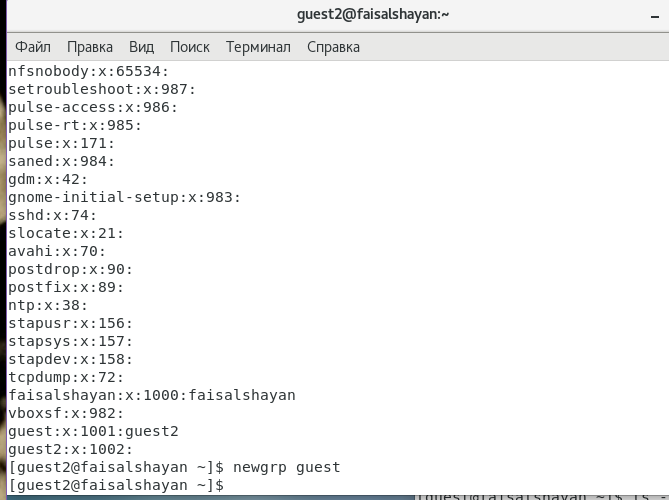 guest2@faisalshayan:~
Файл Правка Вид Поиск Терминал Справка
nfsnobody:x:65534:
setroubleshoot:x:987:
pulse-access:x:986:
pulse-rt:x:985:
pulse:x:171:
saned:x:984:
gdm:x:42:
gnome-initial-setup:x:983:
sshd:x:74:
slocate:x:21:
avahi:x:70:
postdrop:x:90:
postfix:x:89:
ntp:x:38:
stapusr:x:156:
stapsys:x:157:
stapdev:x:158:
tcpdump:x:72:
faisalshayan:x:1000:faisalshayan
vboxsf:x:982:
guest:x:1001:guest2
guest2:x:1002:
[guest2@faisalshayan ~]$ newgrp guest
[guest2@faisalshayan ~]$